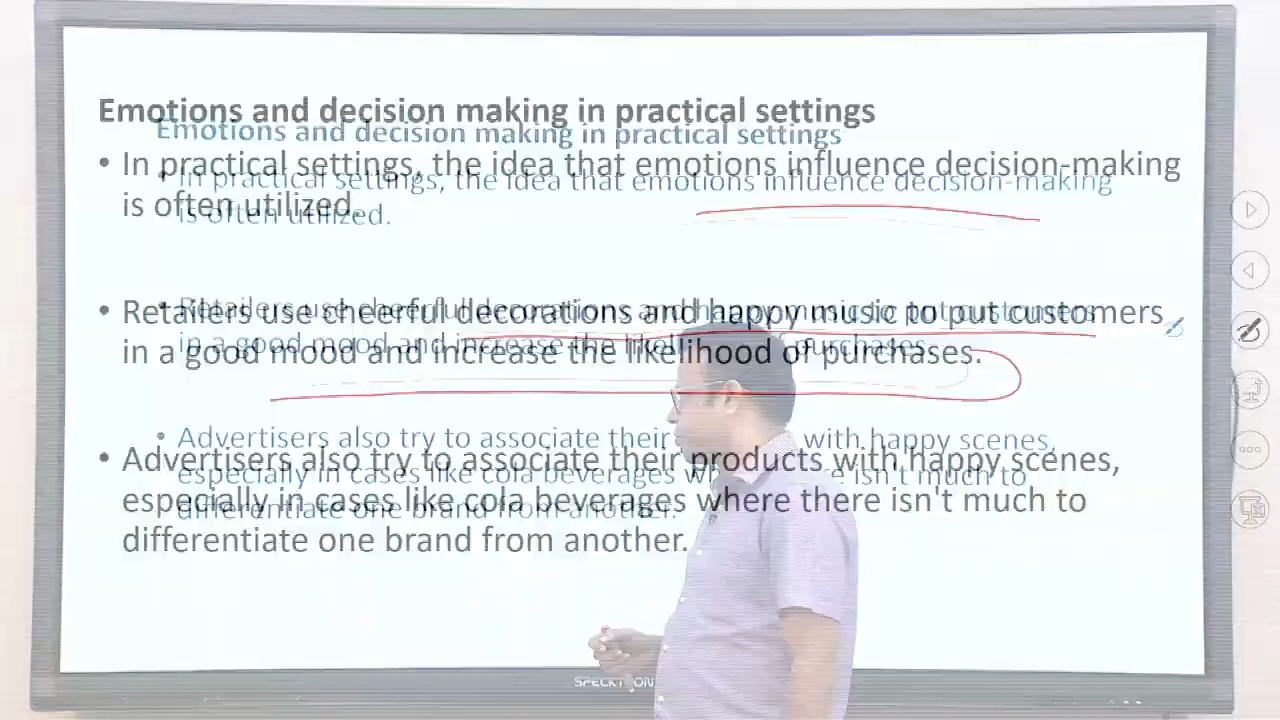 Emotions and decision making in practical settings
• In practical settings, the idea that emotions influence decision-making
is often utilized.
• Retailers use cheerful decorations and happy music to put customers
in a good mood and increase the likelihood of purchases.
• Advertisers also try to associate their products with happy scenes,
especially in cases like cola beverages where there isn't much to
differentiate one brand from another.